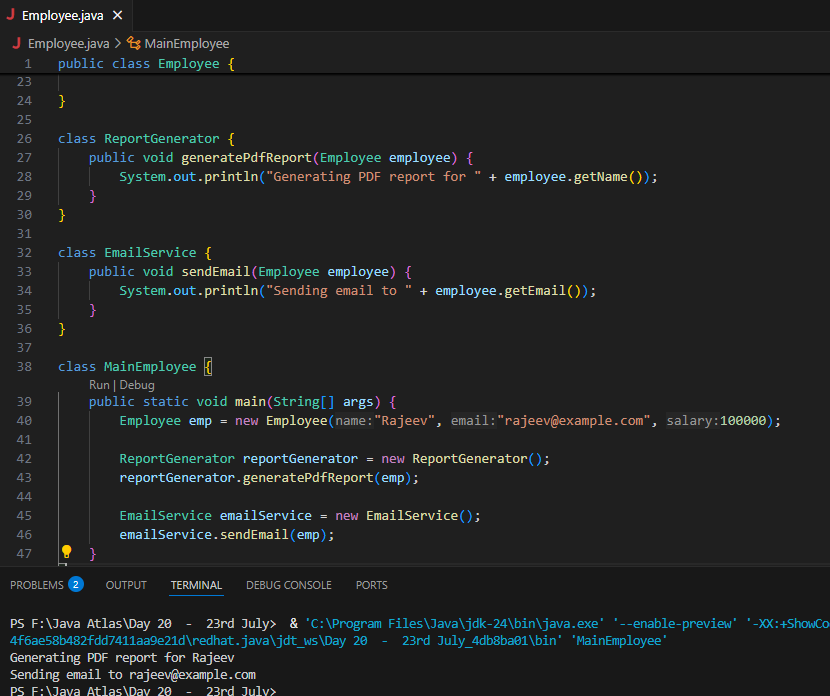 J Employee.java ×
J Employee.java > MainEmployee
1 public class Employee {
23
24 }
25
26 class ReportGenerator {
27 public void generatePdfReport(Employee employee) {
28 System.out.println("Generating PDF report for " + employee.getName());
29 }
30 }
31
32 class EmailService {
33 public void sendEmail(Employee employee) {
34 System.out.println("Sending email to " + employee.getEmail());
35 }
36 }
37
38 class MainEmployee {
Run | Debug
39 public static void main(String[] args) {
40 Employee emp = new Employee(name:"Rajeev", email:"rajeev@example.com", salary:100000);
41
42 ReportGenerator reportGenerator = new ReportGenerator();
43 reportGenerator.generatePdfReport(emp);
44
45 EmailService emailService = new EmailService();
46 emailService.sendEmail(emp);
47 }
PROBLEMS 2 OUTPUT TERMINAL DEBUG CONSOLE PORTS
PS F:\Java Atlas\Day 20 - 23rd July> & 'C:\Program Files\Java\jdk-24\bin\java.exe' '--enable-preview' '-XX:+ShowCo
4f6ae58b482fdd7411aa9e21d\redhat.java\jdt_ws\Day 20 - 23rd July_4db8ba01\bin' 'MainEmployee'
Generating PDF report for Rajeev
Sending email to rajeev@example.com
PS F:\Java Atlas\Day 20 - 23rd July>